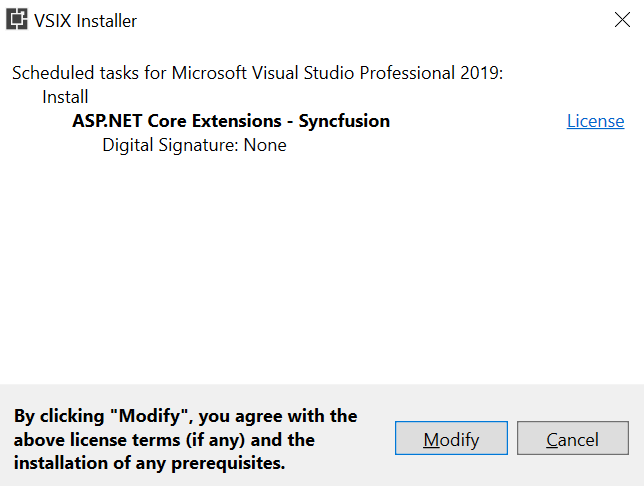 VSIX Installer
Scheduled tasks for Microsoft Visual Studio Professional 2019:
Install
ASP.NET Core Extensions - Syncfusion
License
Digital Signature: None
By clicking "Modify", you agree with the
above license terms (if any) and the
installation of any prerequisites.
Modify
Cancel